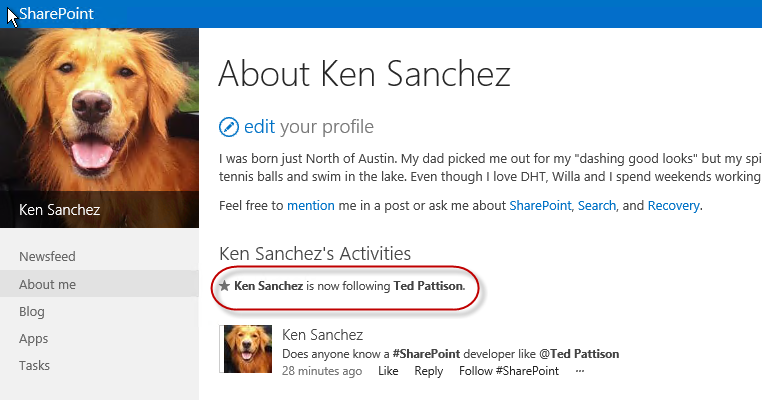 SharePoint
Ken Sanchez
Newsfeed
About me
Blog
Apps
Tasks
About Ken Sanchez
edit your profile
I was born just North of Austin. My dad picked me out for my "dashing good looks" but my spi
tennis balls and swim in the lake. Even though I love DHT, Willa and I spend weekends working
Feel free to mention me in a post or ask me about SharePoint, Search, and Recovery.
Ken Sanchez's Activities
Ken Sanchez is now following Ted Pattison.
Ken Sanchez
Does anyone know a #SharePoint developer like @Ted Pattison
28 minutes ago Like Reply Follow #SharePoint ...